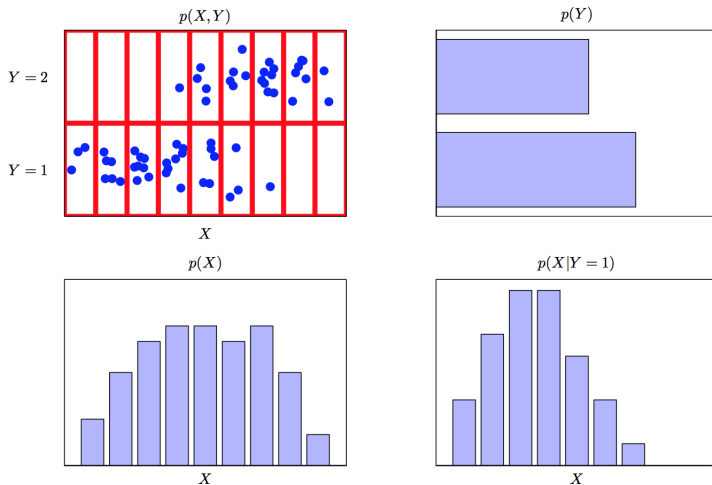 p(X, Y)
Y = 2
Y = 1
X
p(Y)
p(X)
X
p(X|Y = 1)
X